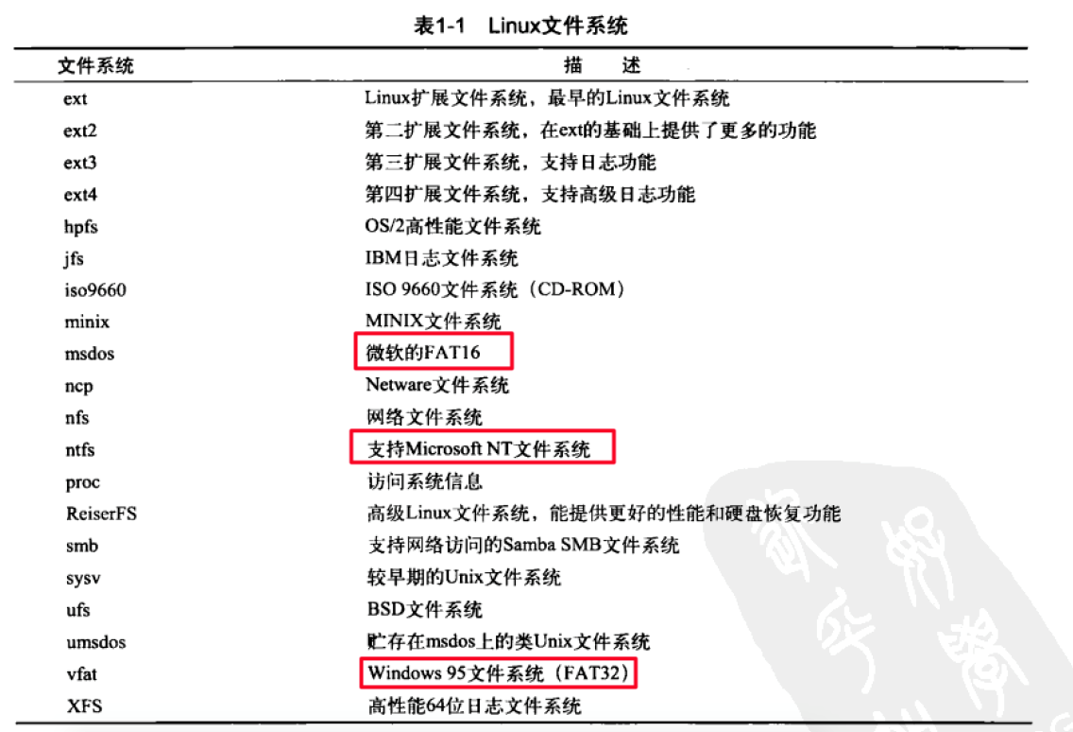 表1-1 Linux文件系统
文件系统 描 述
ext Linux扩展文件系统，最早的Linux文件系统
ext2 第二扩展文件系统，在ext的基础上提供了更多的功能
ext3 第三扩展文件系统，支持日志功能
ext4 第四扩展文件系统，支持高级日志功能
hpfs OS/2高性能文件系统
jfs IBM日志文件系统
iso9660 ISO 9660文件系统（CD-ROM）
minix MINIX文件系统
msdos 微软的FAT16
ncp Netware文件系统
nfs 网络文件系统
ntfs 支持Microsoft NT文件系统
proc 访问系统信息
ReiserFS 高级Linux文件系统，能提供更好的性能和硬盘恢复功能
smb 支持网络访问的Samba SMB文件系统
sysv 较早期的Unix文件系统
ufs BSD文件系统
umsdos 贮存在msdos上的类Unix文件系统
vfat Windows 95文件系统（FAT32）
XFS 高性能64位日志文件系统